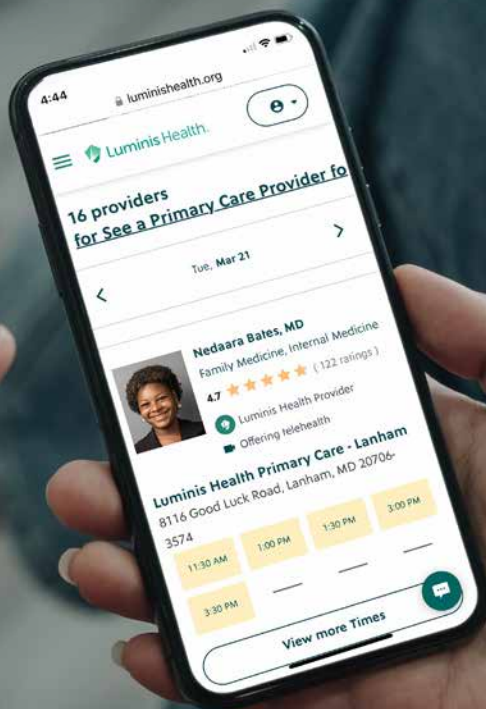 4:44
luminishealth.org
Luminis Health.
16 providers
for See a Primary Care Provider fo
Tue, Mar 21
Nedaara Bates, MD
Family Medicine, Internal Medicine
4.7 (122 ratings)
Luminis Health Provider
Offering telehealth
Luminis Health Primary Care - Lanham
8116 Good Luck Road, Lanham, MD 20706-
3574
11:30 AM 1:00 PM 1:30 PM 3:00 PM
3:30 PM
View more Times